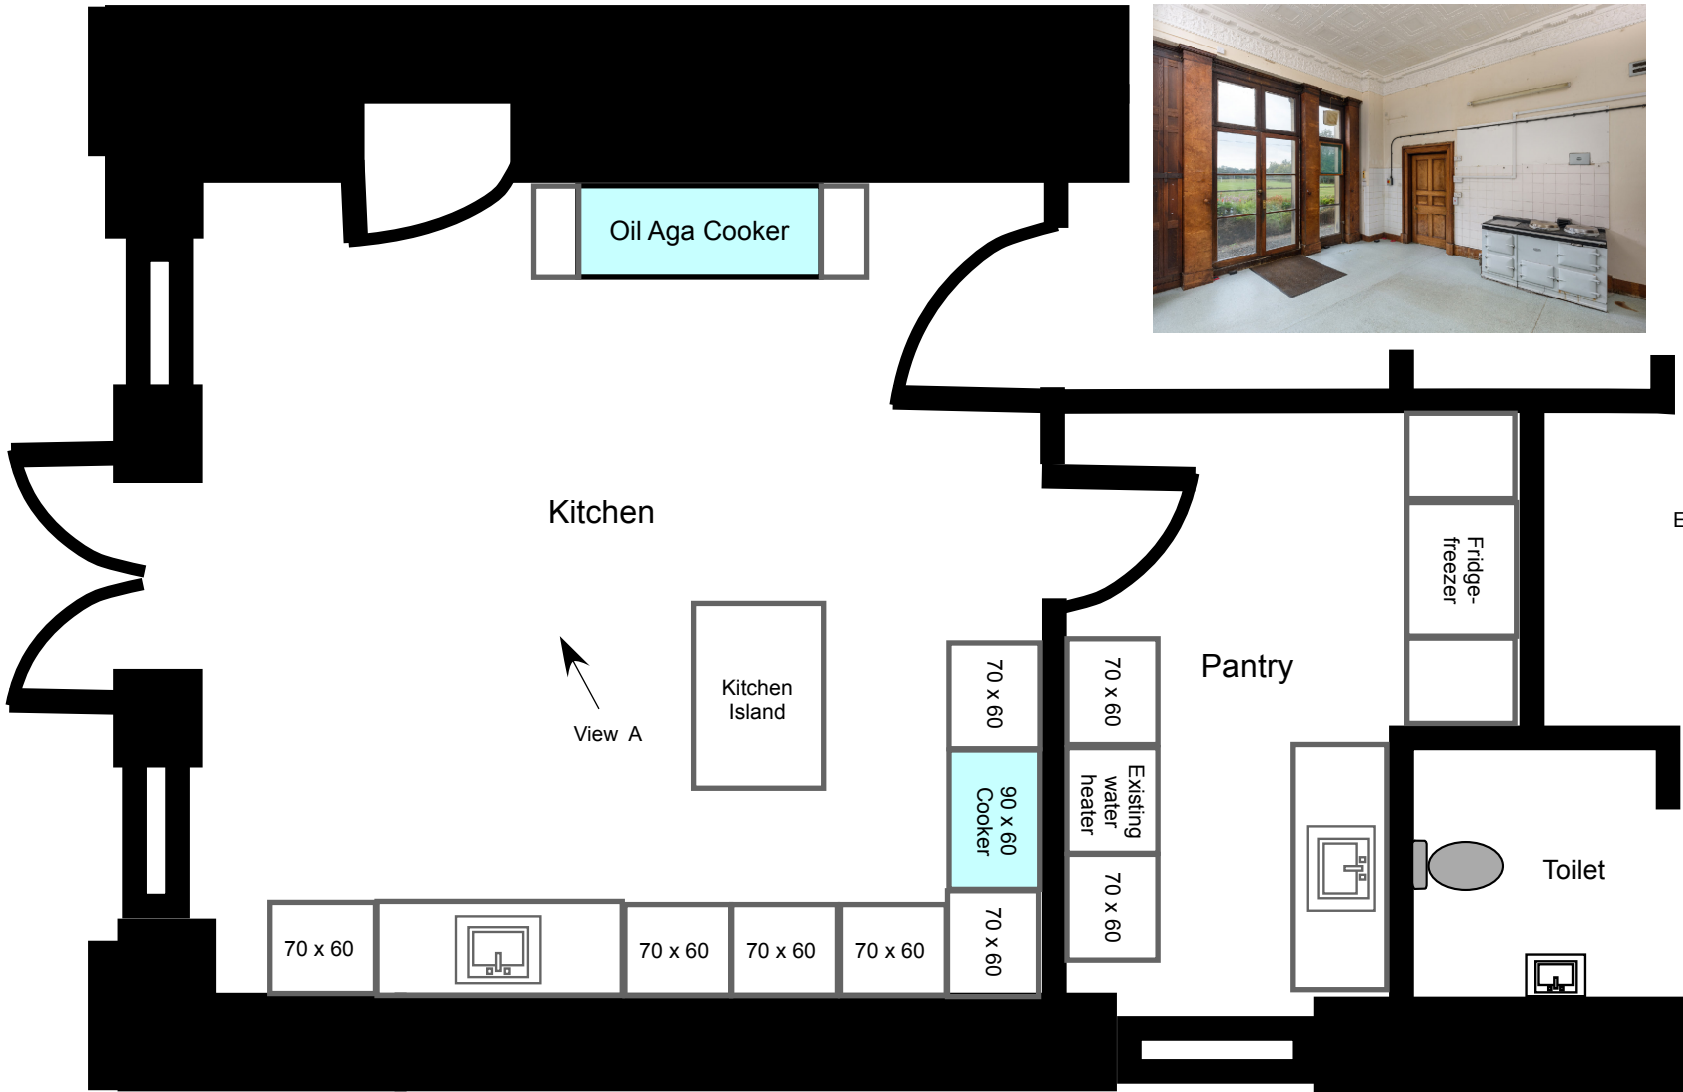 Oil Aga Cooker
Kitchen
E
Fridge-
freezer
Pantry
Kitchen
Island
View A
70 x 60
70 x 60
90 x 60
Cooker
Existing
water
heater
70 x 60
70 x 60
Toilet
70 x 60
70 x 60
70 x 60
70 x 60